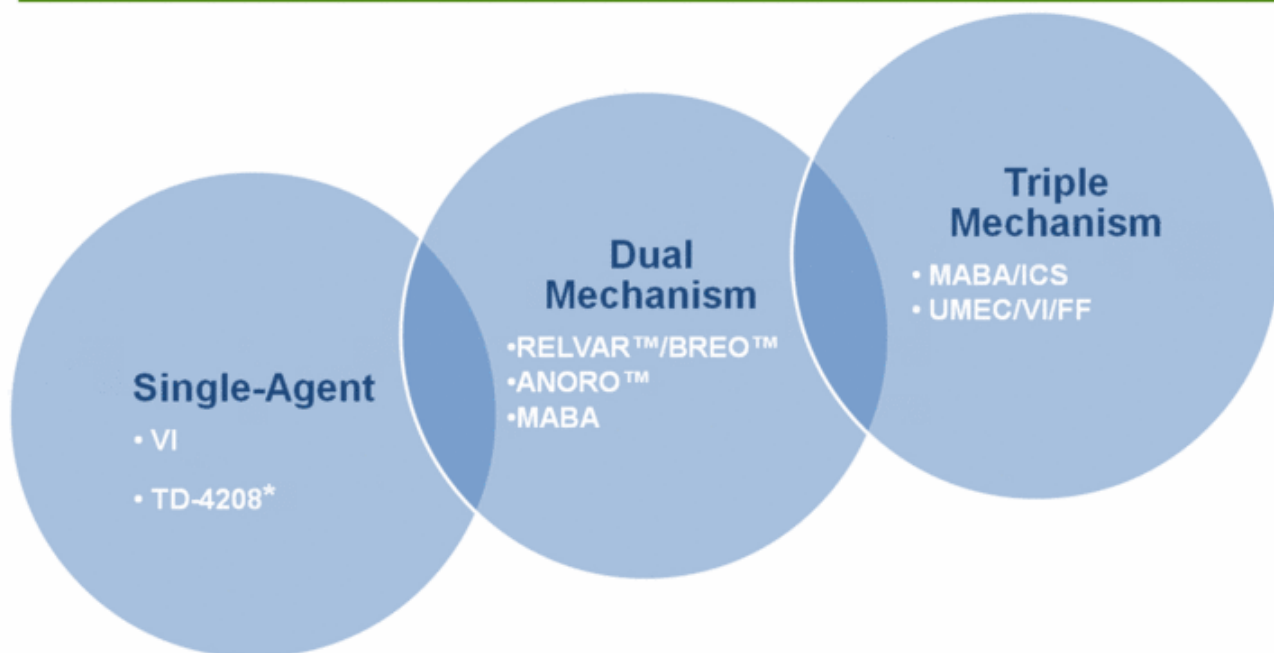 Single-Agent
• VI
• TD-4208*
Dual
Mechanism
•RELVAR™/BREO™
•ANORO™
•MABA
Triple
Mechanism
• MABA/ICS
• UMEC/VI/FF